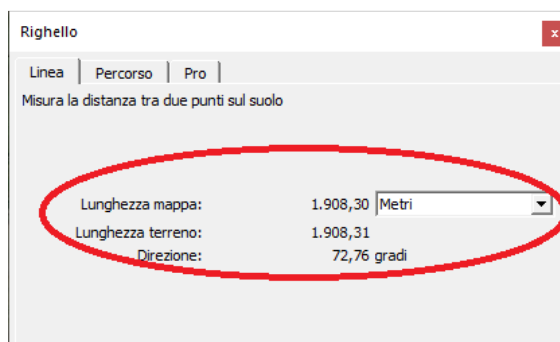 Righello
x
Linea Percorso Pro
Misura la distanza tra due punti sul suolo
Lunghezza mappa: 1.908,30 Metri
Lunghezza terreno: 1.908,31
Direzione: 72,76 gradi